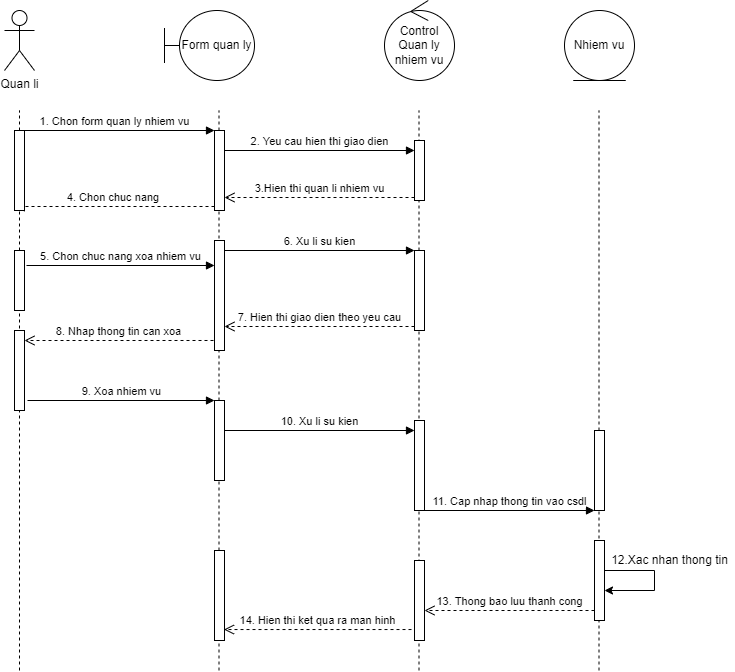 Quan li
Form quan ly
Control
Quan ly
nhiem vu
Nhiem vu
1. Chon form quan ly nhiem vu
2. Yeu cau hien thi giao dien
3.Hien thi quan li nhiem vu
4. Chon chuc nang
5. Chon chuc nang xoa nhiem vu
6. Xu li su kien
7. Hien thi giao dien theo yeu cau
8. Nhap thong tin can xoa
9. Xoa nhiem vu
10. Xu li su kien
11. Cap nhap thong tin vao csdl
12.Xac nhan thong tin
13. Thong bao luu thanh cong
14. Hien thi ket qua ra man hinh